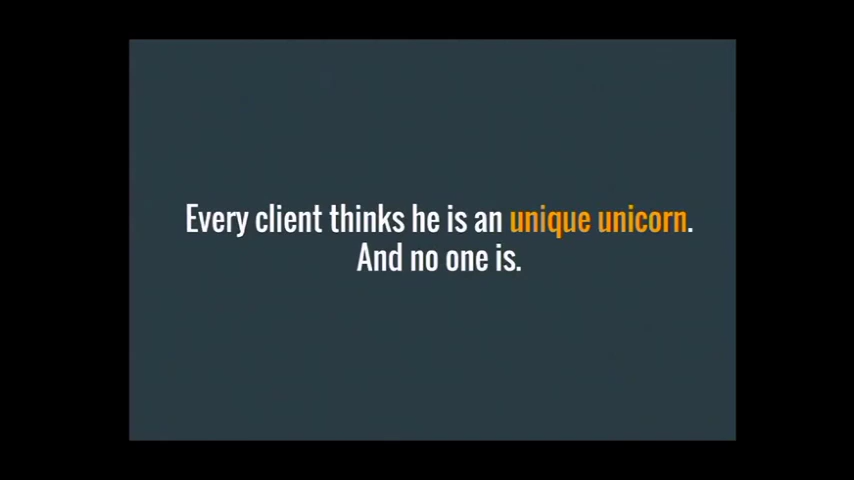 Every client thinks he is an unique unicorn.
And no one is.